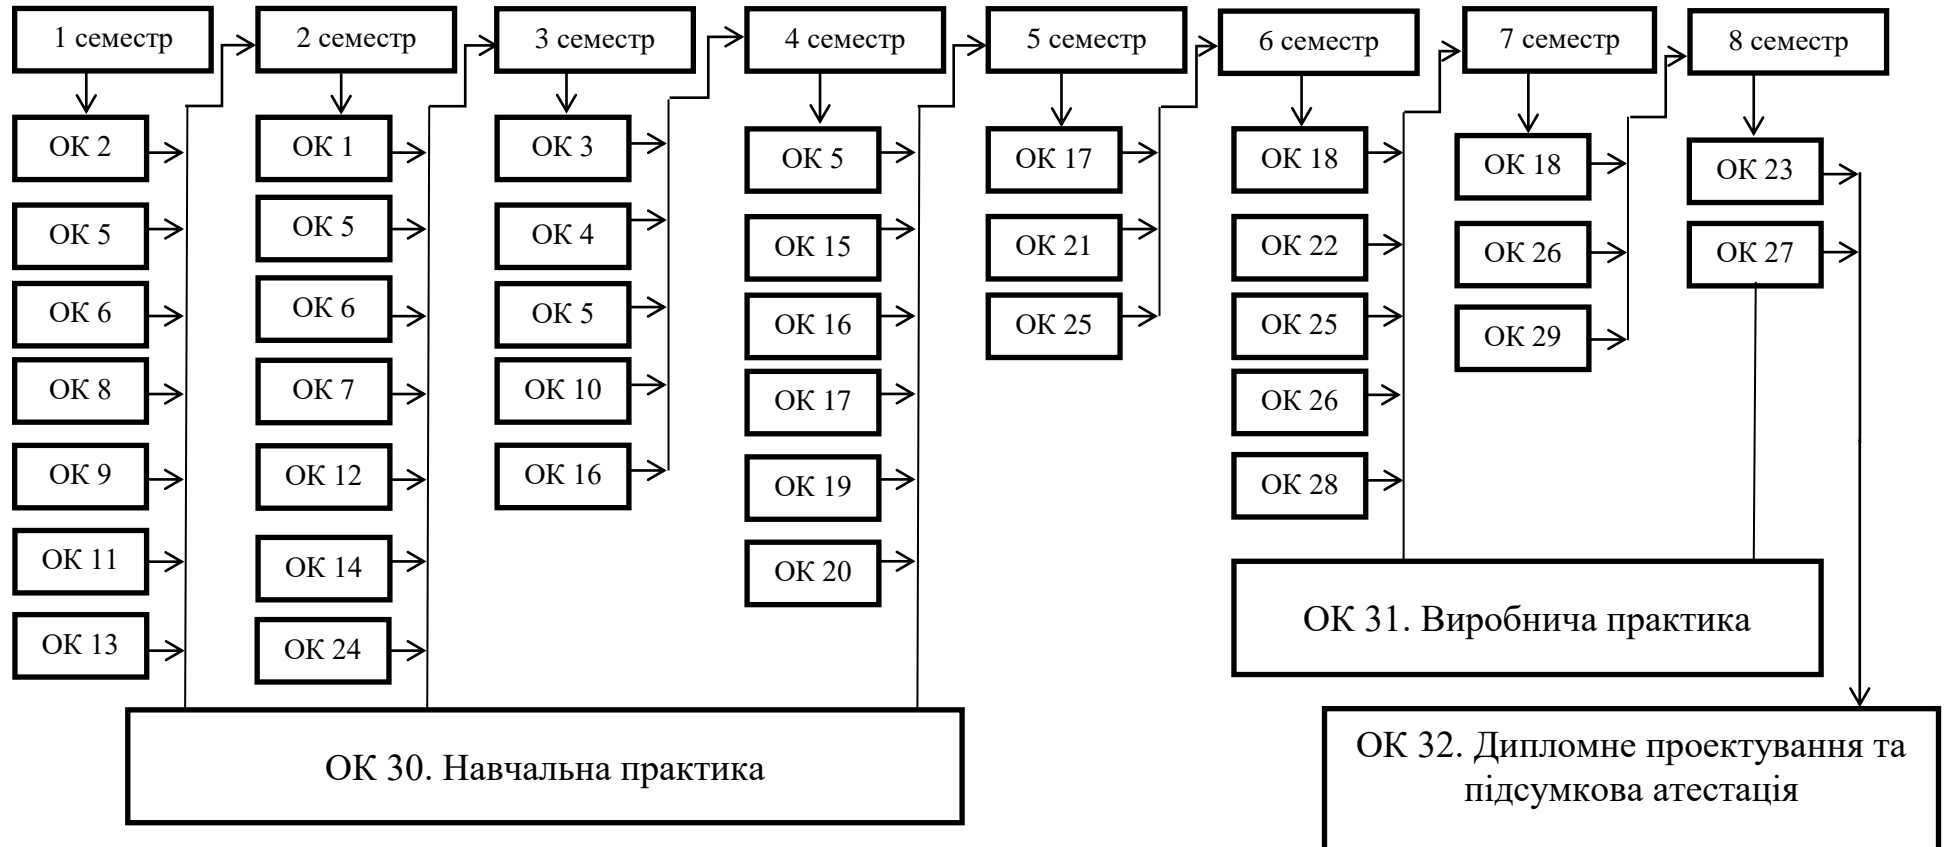 1 семестр
2 семестр
3 семестр
4 семестр
5 семестр
6 семестр
7 семестр
8 семестр
ОК 2
ОК 5
ОК 6
ОК 8
ОК 9
ОК 11
ОК 13
ОК 1
ОК 5
ОК 6
ОК 7
ОК 12
ОК 14
ОК 24
ОК 3
ОК 4
ОК 5
ОК 10
ОК 16
ОК 5
ОК 15
ОК 16
ОК 17
ОК 19
ОК 20
ОК 17
ОК 21
ОК 25
ОК 18
ОК 22
ОК 25
ОК 26
ОК 28
ОК 18
ОК 26
ОК 29
ОК 23
ОК 27
ОК 31. Виробнича практика
ОК 30. Навчальна практика
ОК 32. Дипломне проектування та
підсумкова атестація